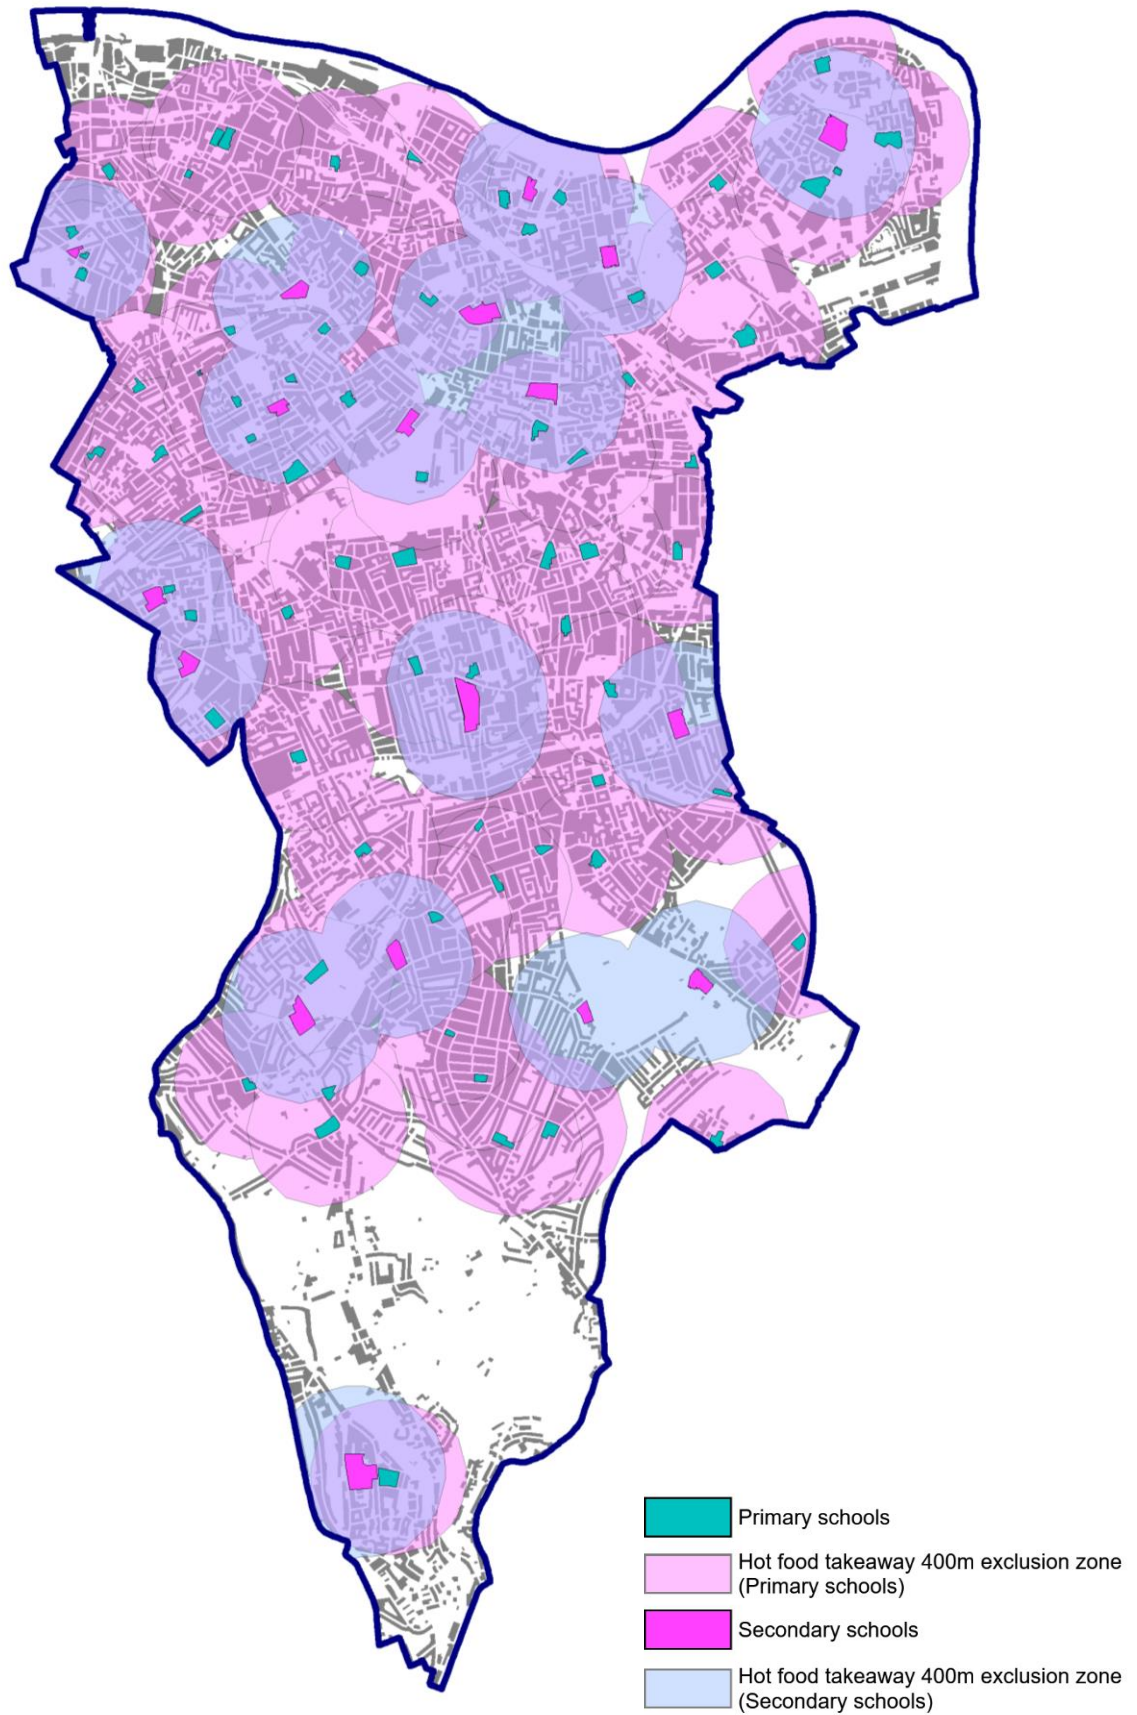 Primary schools
Hot food takeaway 400m exclusion zone
(Primary schools)
Secondary schools
Hot food takeaway 400m exclusion zone
(Secondary schools)